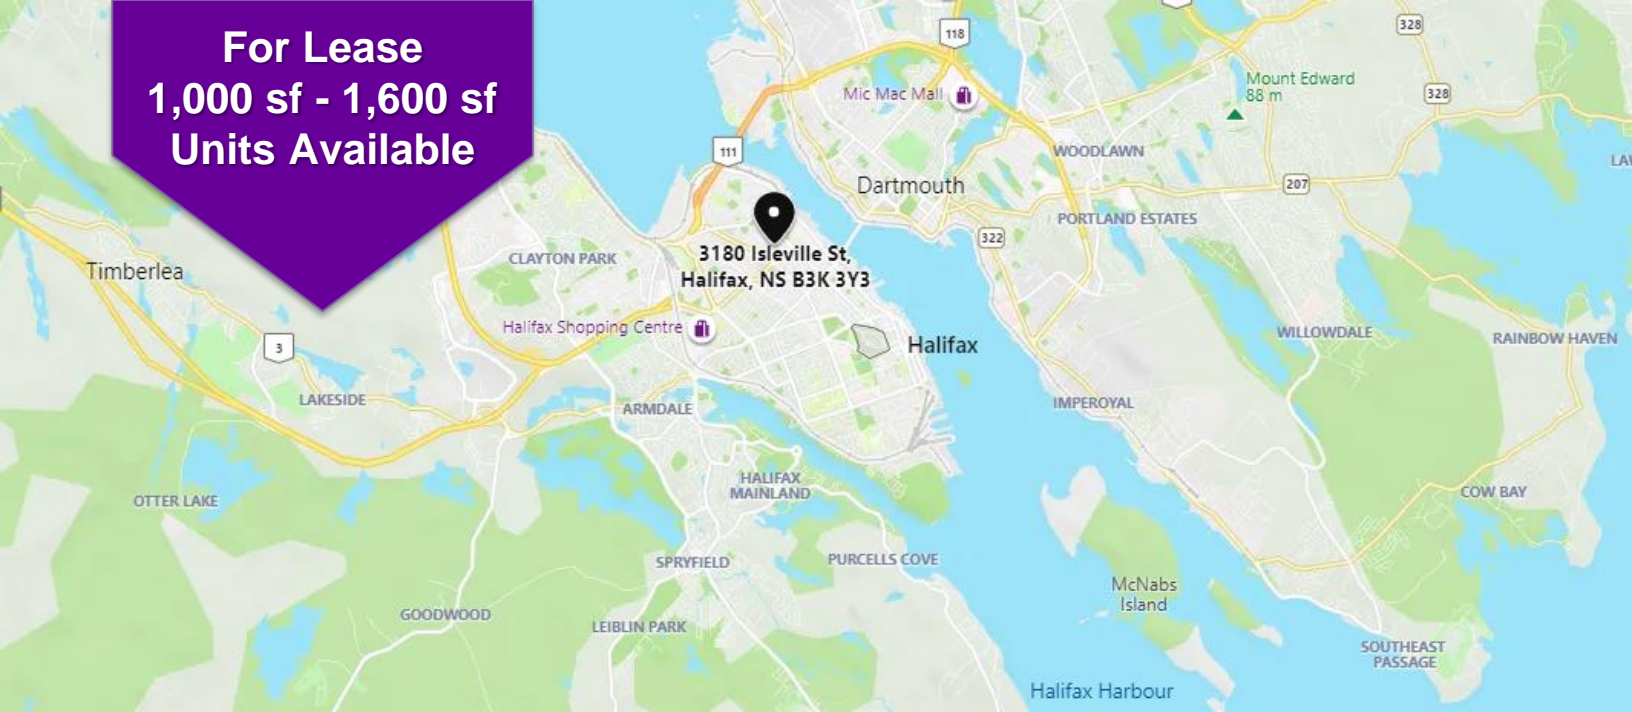 For Lease
1,000 sf - 1,600 sf
Units Available
118
328
Mount Edward
88 m
328
Mic Mac Mall
111
WOODLAWN
Dartmouth
207
PORTLAND ESTATES
322
3180 Isleville St,
Halifax, NS B3K 3Y3
CLAYTON PARK
Timberlea
Halifax Shopping Centre
3
Halifax
WILLOWDALE
RAINBOW HAVEN
LAKESIDE
ARMDALE
IMPEROYAL
HALIFAX
MAINLAND
OTTER LAKE
COW BAY
SPRYFIELD
PURCELLS COVE
McNabs
Island
GOODWOOD
LEIBLIN PARK
SOUTHEAST
PASSAGE
Halifax Harbour